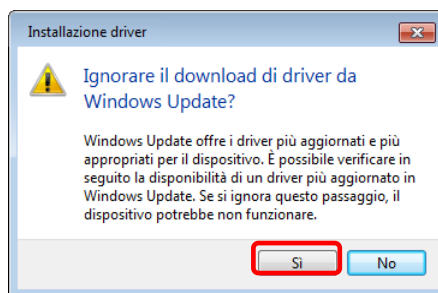 Installazione driver
Ignorare il download di driver da
Windows Update?
Windows Update offre i driver più aggiornati e più
appropriati per il dispositivo. È possibile verificare in
seguito la disponibilità di un driver più aggiornato in
Windows Update. Se si ignora questo passaggio, il
dispositivo potrebbe non funzionare.
Sì No